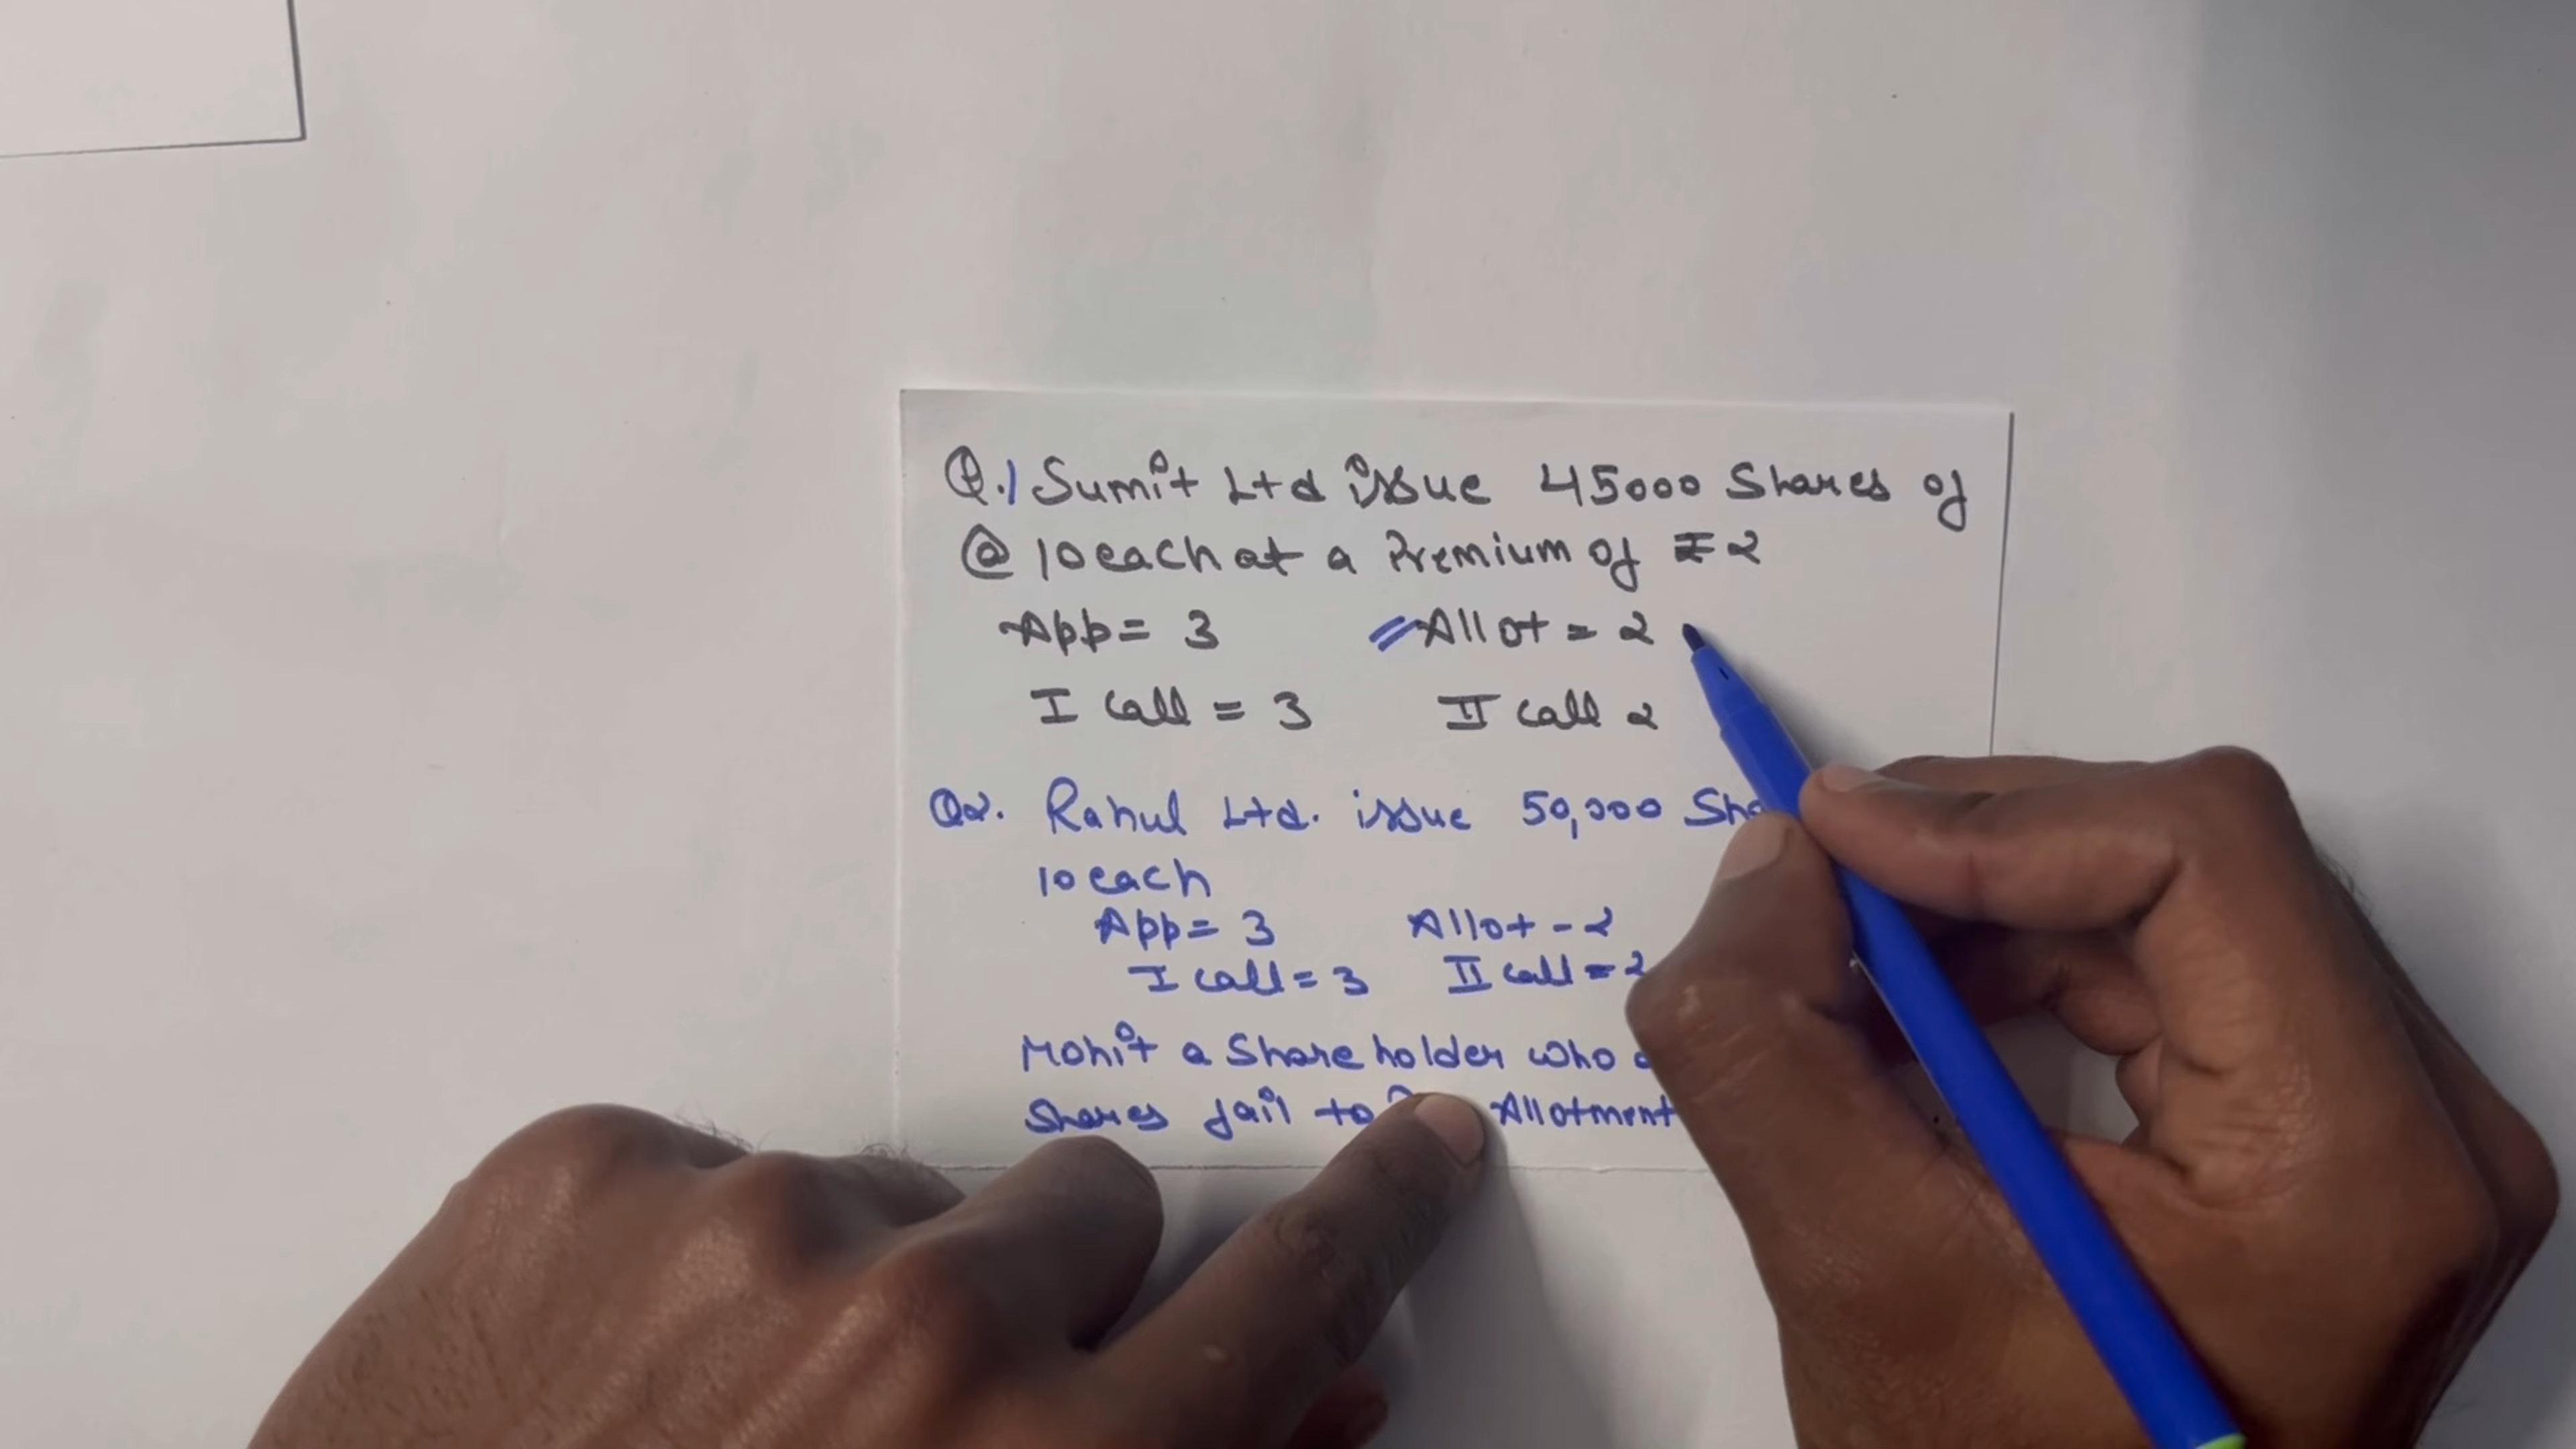 Q.1 Sumit Ltd issue 45000 Shares of
@ 10 each at a Premium of ₹2
App = 3 Allot = 2
I call = 3 II call 2
Q2. Rahul Ltd. issue 50,000
10 each
App = 3 Allot - 2
I call = 3 II call = 2
Mohit a Share holder who
Shares fail to Allotment